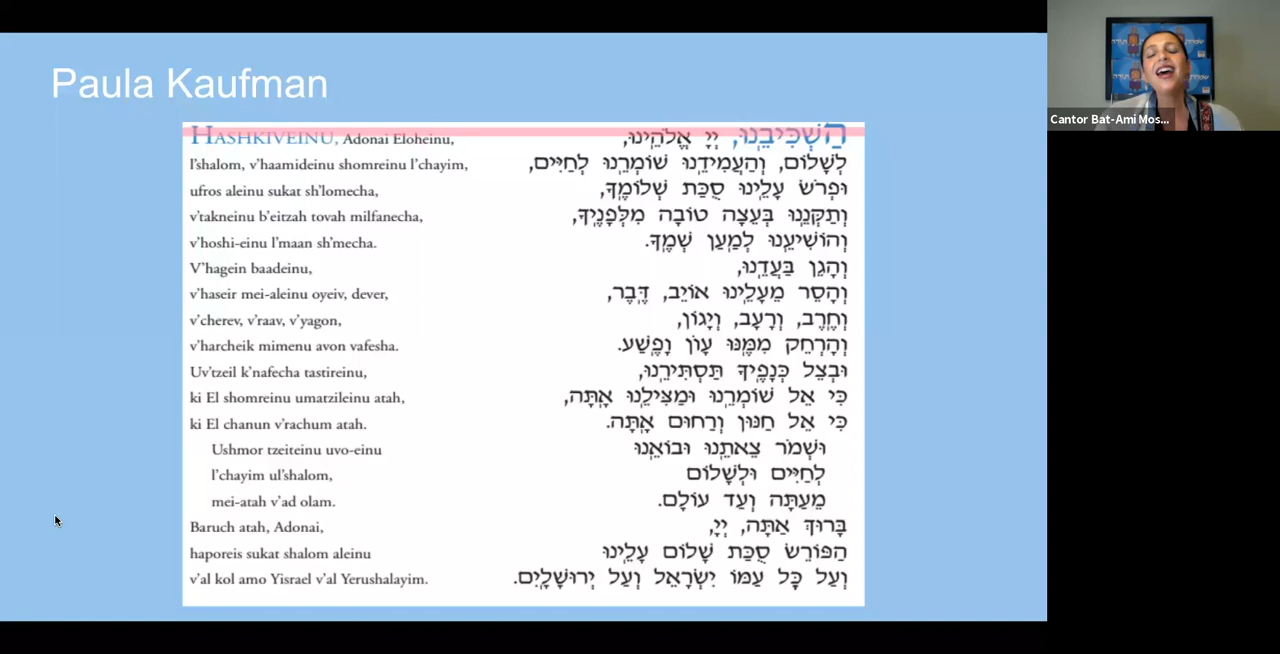 Paula Kaufman
Cantor Bat-Ami Mos...
HASHKIVEINU, Adonai Eloheinu,
l'shalom, v'haamideinu shomreinu l'chayim,
ufros aleinu sukat sh'lomecha,
v'takneinu b'eitzah tovah milfanecha,
v'hoshi-einu l'maan sh'mecha.
V'hagein baadeinu,
v'haseir mei-aleinu oyeiv, dever,
v'cherev, v'raav, v'yagon,
v'harcheik mimenu avon vafesha.
Uv'tzeil k'nafecha tastireinu,
ki El shomreinu umatzileinu atah,
ki El chanun v'rachum atah.
Ushmor tzeiteinu uvo-einu
l'chayim ul'shalom,
mei-atah v'ad olam.
Baruch atah, Adonai,
haporeis sukat shalom aleinu
v'al kol amo Yisrael v'al Yerushalayim.
הַשְׁכִּיבֵֽנוּ, יְיָ אֱלֹהֵֽינוּ,
לְשָׁלוֹם, וְהַעֲמִידֵֽנוּ שׁוֹמְרֵֽנוּ לְחַיִּים,
וּפְרֹשׂ עָלֵֽינוּ סֻכַּת שְׁלוֹמֶֽךָ,
וְתַקְּנֵֽנוּ בְּעֵצָה טוֹבָה מִלְּפָנֶֽיךָ,
וְהוֹשִׁיעֵֽנוּ לְמַֽעַן שְׁמֶֽךָ.
וְהָגֵן בַּעֲדֵֽנוּ,
וְהָסֵר מֵעָלֵֽינוּ אוֹיֵב, דֶּֽבֶר,
וְחֶֽרֶב, וְרָעָב, וְיָגוֹן,
וְהַרְחֵק מִמֶּֽנּוּ עָוֹן וָפֶֽשַׁע.
וּבְצֵל כְּנָפֶֽיךָ תַּסְתִּירֵֽנוּ,
כִּי אֵל שׁוֹמְרֵֽנוּ וּמַצִּילֵֽנוּ אָֽתָּה,
כִּי אֵל חַנּוּן וְרַחוּם אָֽתָּה.
וּשְׁמֹר צֵאתֵֽנוּ וּבוֹאֵֽנוּ
לְחַיִּים וּלְשָׁלוֹם
מֵעַתָּה וְעַד עוֹלָם.
בָּרוּךְ אַתָּה, יְיָ,
הַפּוֹרֵשׂ סֻכַּת שָׁלוֹם עָלֵֽינוּ
וְעַל כָּל עַמּוֹ יִשְׂרָאֵל וְעַל יְרוּשָׁלָֽיִם.